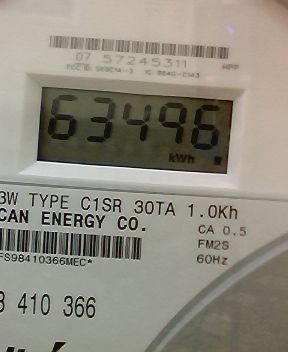 07 57245311
63496
kWh
3W TYPE C1SR 30TA 1.0Kh
CAN ENERGY CO.
CA 0.5
FM2S
FS98410366MEC*
60Hz
3 410 366